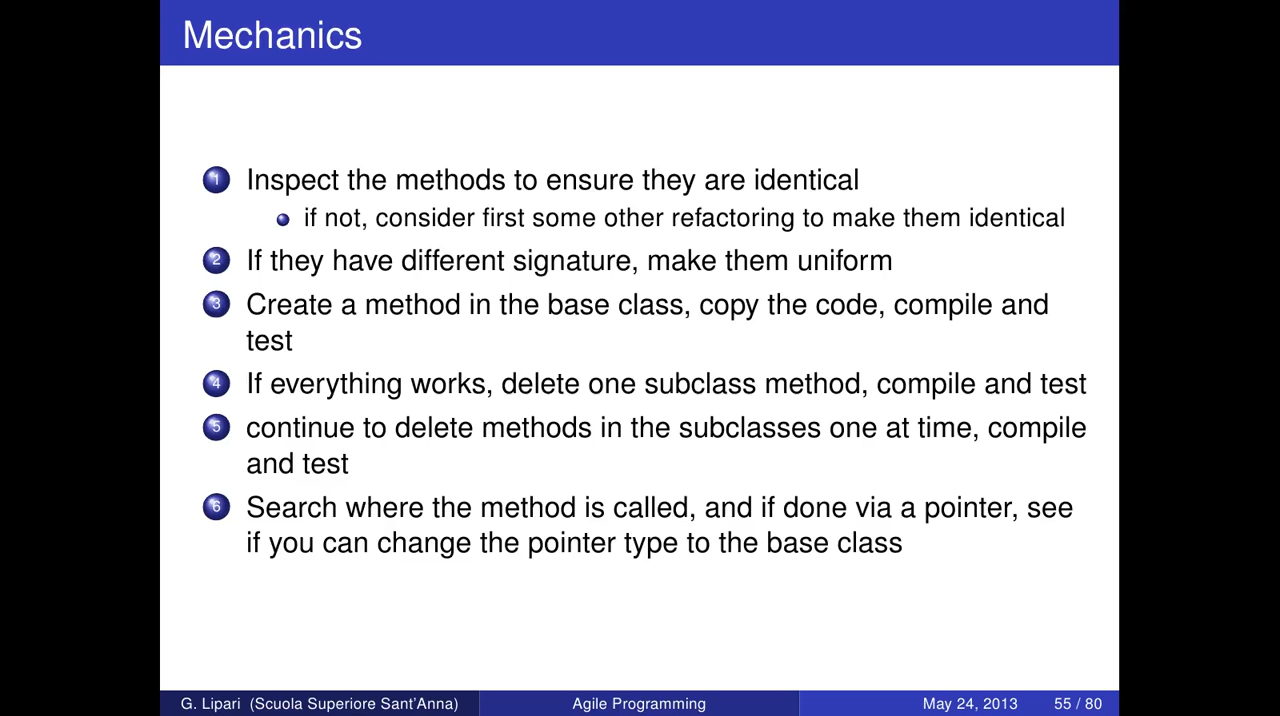 Mechanics
1 Inspect the methods to ensure they are identical
if not, consider first some other refactoring to make them identical
2 If they have different signature, make them uniform
3 Create a method in the base class, copy the code, compile and
test
4 If everything works, delete one subclass method, compile and test
5 continue to delete methods in the subclasses one at time, compile
and test
6 Search where the method is called, and if done via a pointer, see
if you can change the pointer type to the base class
G. Lipari (Scuola Superiore Sant'Anna) Agile Programming May 24, 2013 55 / 80